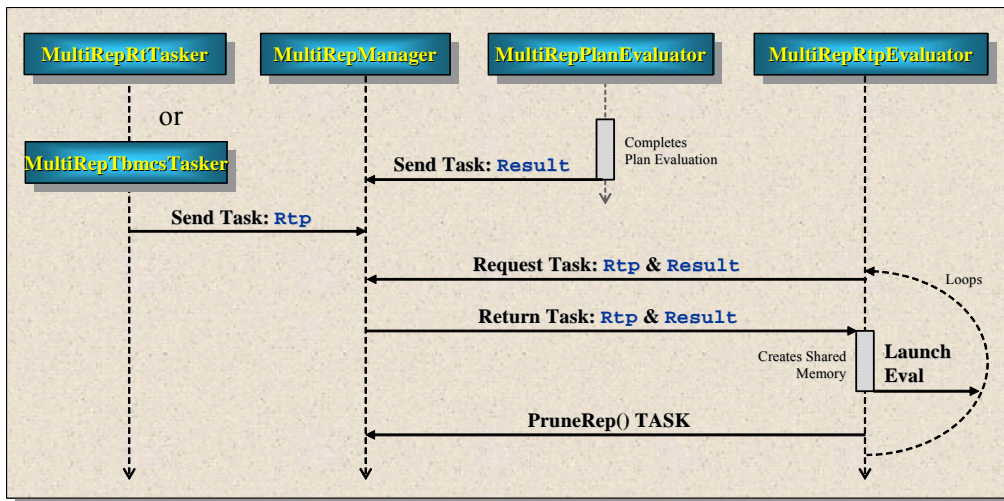 MultiRepRtTasker
MultiRepManager
MultiRepPlanEvaluator
MultiRepRtpEvaluator
or
MultiRepTbmcsTasker
Completes
Plan Evaluation
Send Task: Result
Send Task: Rtp
Request Task: Rtp & Result
Loops
Return Task: Rtp & Result
Creates Shared
Memory
Launch
Eval
PruneRep() TASK